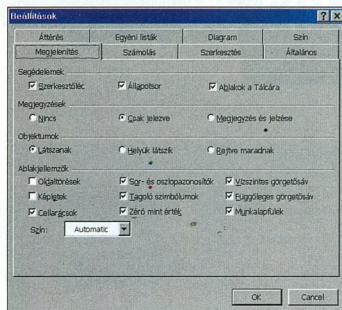 Beállítások
Áttérés Egyéni listák Diagram Szín
Megjelenítés Számolás Szerkesztés Általános
Segédelemek
Szerkesztőléc Állapotsor Ablakok a Tálcára
Megjegyzések
Nincs Csak jelezve Megjegyzés és jelzése
Objektumok
Látszanak Helyük látszik Rejtve maradnak
Ablakjellemzők
Oldaltörések Sor- és oszlopazonosítók Vízszintes görgetősáv
Képletek Tagoló szimbólumok Függőleges görgetősáv
Cellarácsok Zéró mint érték Munkalapfülek
Szín: Automatic
OK Cancel